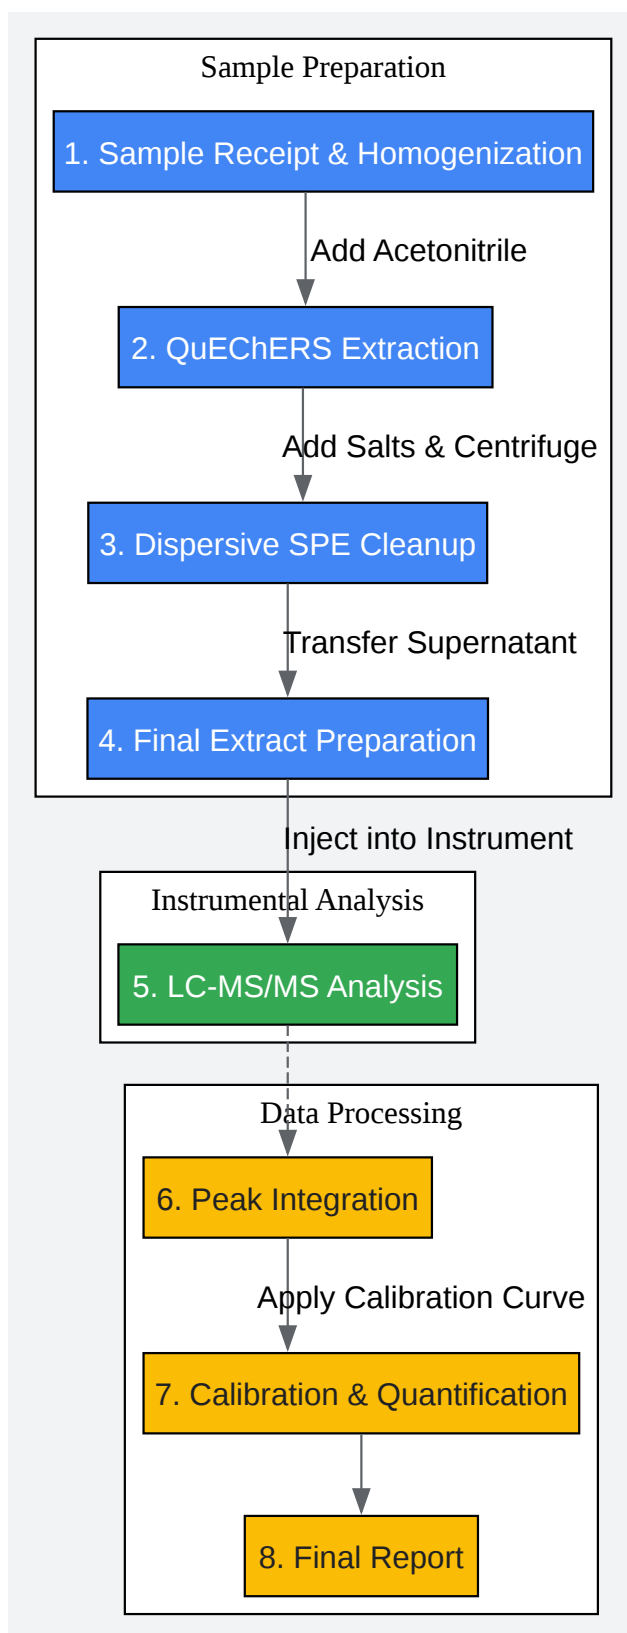 Sample Preparation
1. Sample Receipt & Homogenization
Add Acetonitrile
2. QuEChERS Extraction
Add Salts & Centrifuge
3. Dispersive SPE Cleanup
Transfer Supernatant
4. Final Extract Preparation
Inject into Instrument
Instrumental Analysis
5. LC-MS/MS Analysis
Data Processing
6. Peak Integration
Apply Calibration Curve
7. Calibration & Quantification
8. Final Report